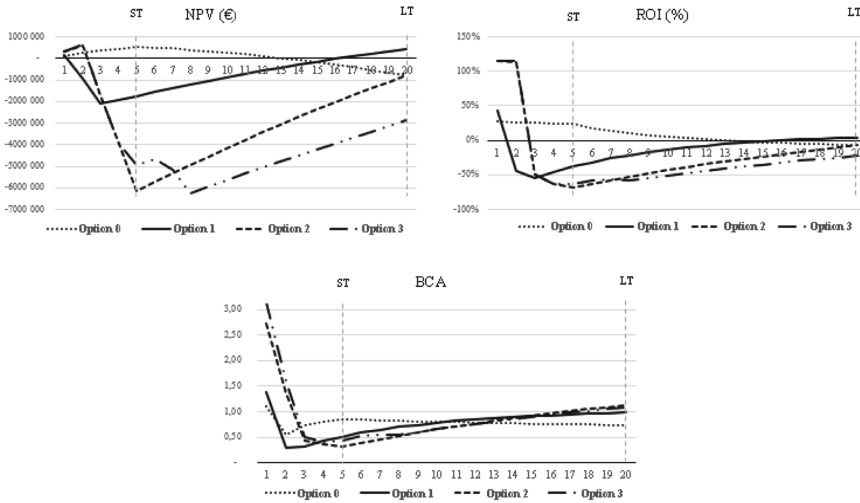 ST NPV (€) LT
1000 000
-
-1000 000
-2000 000
-3000 000
-4000 000
-5000 000
-6000 000
-7000 000
1 2 3 4 5 6 7 8 9 10 11 12 13 14 15 16 17 18 19 20
Option 0 Option 1 Option 2 Option 3
ST ROI (%) LT
150%
100%
50%
0%
-50%
-100%
1 2 3 4 5 6 7 8 9 10 11 12 13 14 15 16 17 18 19 20
Option 0 Option 1 Option 2 Option 3
ST BCA LT
3,00
2,50
2,00
1,50
1,00
0,50
-
1 2 3 4 5 6 7 8 9 10 11 12 13 14 15 16 17 18 19 20
Option 0 Option 1 Option 2 Option 3